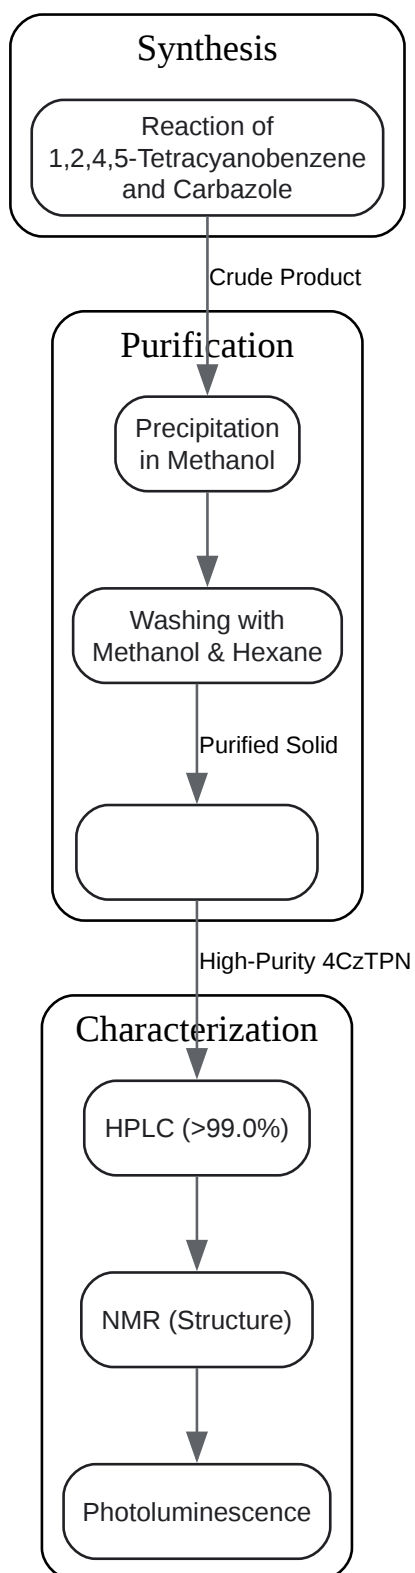 Synthesis
Reaction of
1,2,4,5-Tetracyanobenzene
and Carbazole
Crude Product
Purification
Precipitation
in Methanol
Washing with
Methanol & Hexane
Purified Solid
High-Purity 4CzTPN
Characterization
HPLC (>99.0%)
NMR (Structure)
Photoluminescence